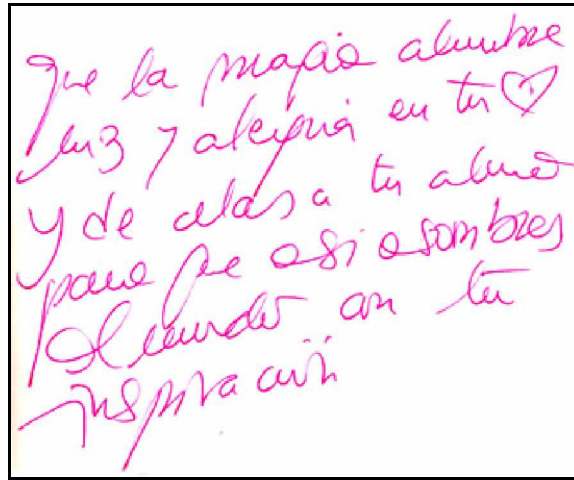 Que la magia alumbre
luz y alegria en tu ♡
y de alas a tu alma
para que asi asombres
al mundo con tu
inspiración